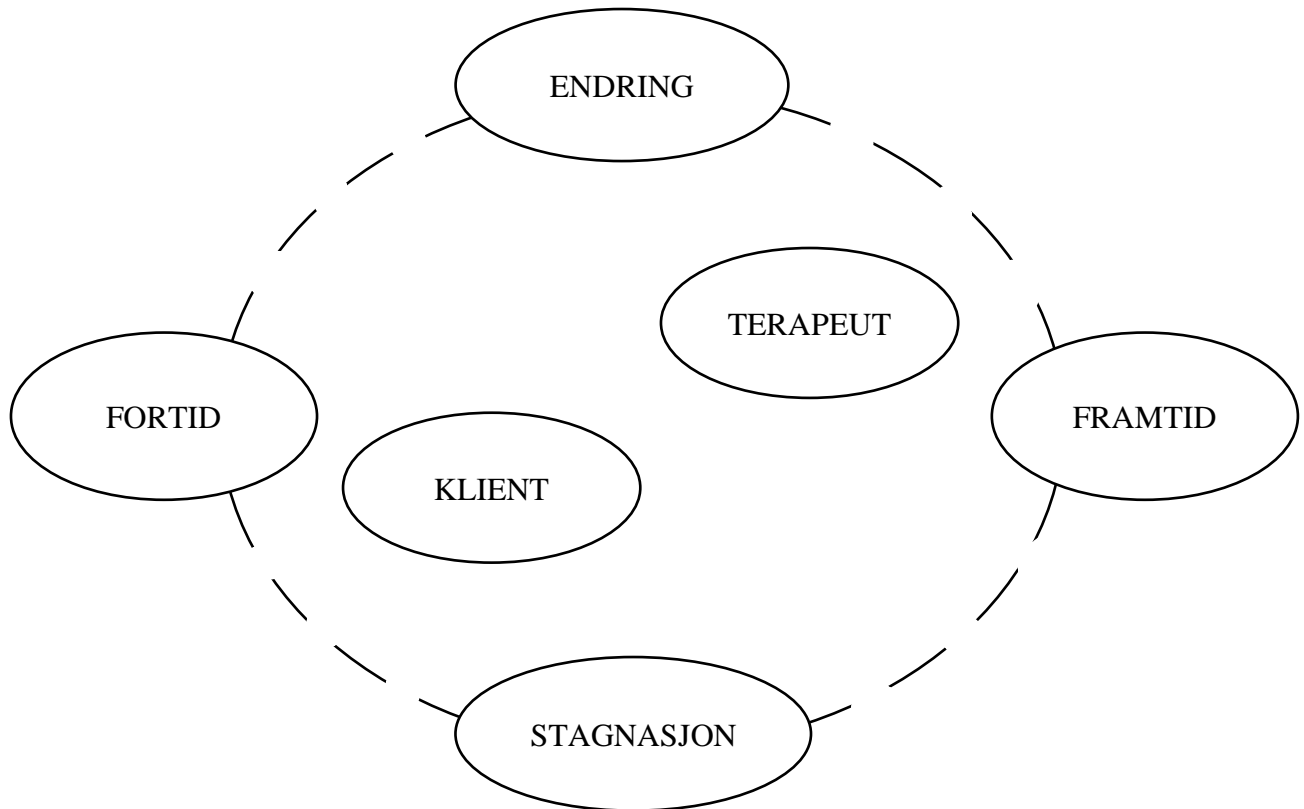 ENDRING
TERAPEUT
FORTID
FRAMTID
KLIENT
STAGNASJON